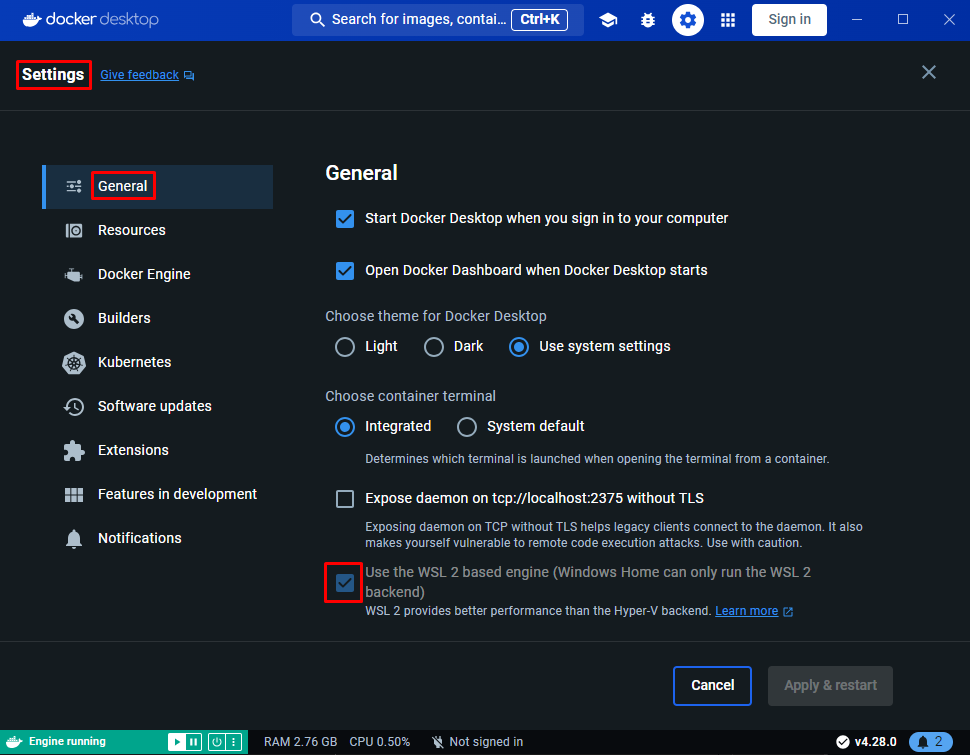 docker desktop
Search for images, contai... Ctrl+K
Sign in
Settings Give feedback
General
Resources
Docker Engine
Builders
Kubernetes
Software updates
Extensions
Features in development
Notifications
General
Start Docker Desktop when you sign in to your computer
Open Docker Dashboard when Docker Desktop starts
Choose theme for Docker Desktop
Light Dark Use system settings
Choose container terminal
Integrated System default
Determines which terminal is launched when opening the terminal from a container.
Expose daemon on tcp://localhost:2375 without TLS
Exposing daemon on TCP without TLS helps legacy clients connect to the daemon. It also
makes yourself vulnerable to remote code execution attacks. Use with caution.
Use the WSL 2 based engine (Windows Home can only run the WSL 2
backend)
WSL 2 provides better performance than the Hyper-V backend. Learn more
Cancel Apply & restart
Engine running RAM 2.76 GB CPU 0.50% Not signed in v4.28.0 2